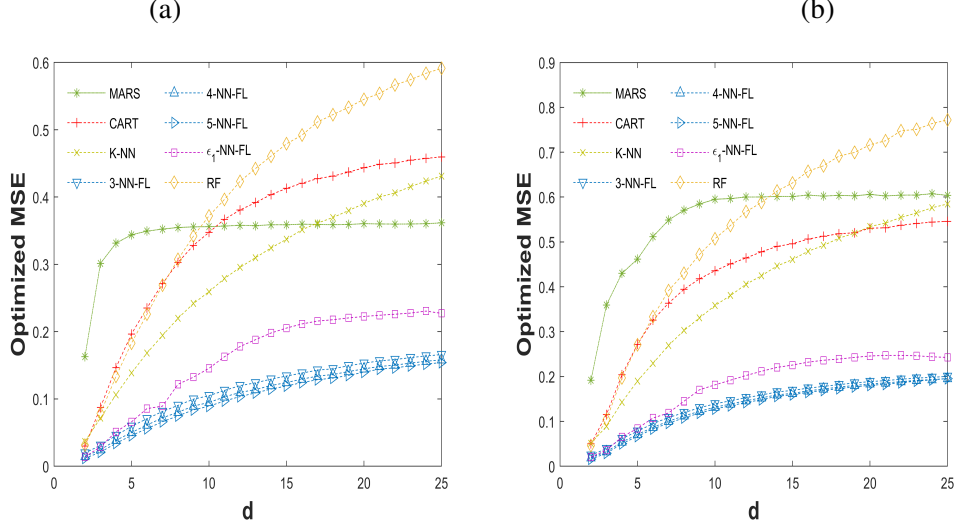 (a)
Optimized MSE
0.6
0.5
0.4
0.3
0.2
0.1
0
MARS
CART
K-NN
3-NN-FL
4-NN-FL
5-NN-FL
ϵ₁-NN-FL
RF
0 5 10 15 20 25
d
(b)
Optimized MSE
0.9
0.8
0.7
0.6
0.5
0.4
0.3
0.2
0.1
0
MARS
CART
K-NN
3-NN-FL
4-NN-FL
5-NN-FL
ϵ₁-NN-FL
RF
0 5 10 15 20 25
d